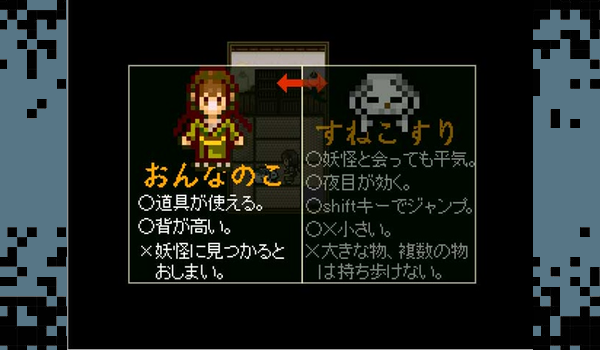 おんなのこ
○道具が使える。
○背が高い。
×妖怪に見つかると
おしまい。
すねこすり
○妖怪と会っても平気。
○夜目が効く。
○shiftキーでジャンプ。
○×小さい。
×大きな物、複数の物
は持ち歩けない。